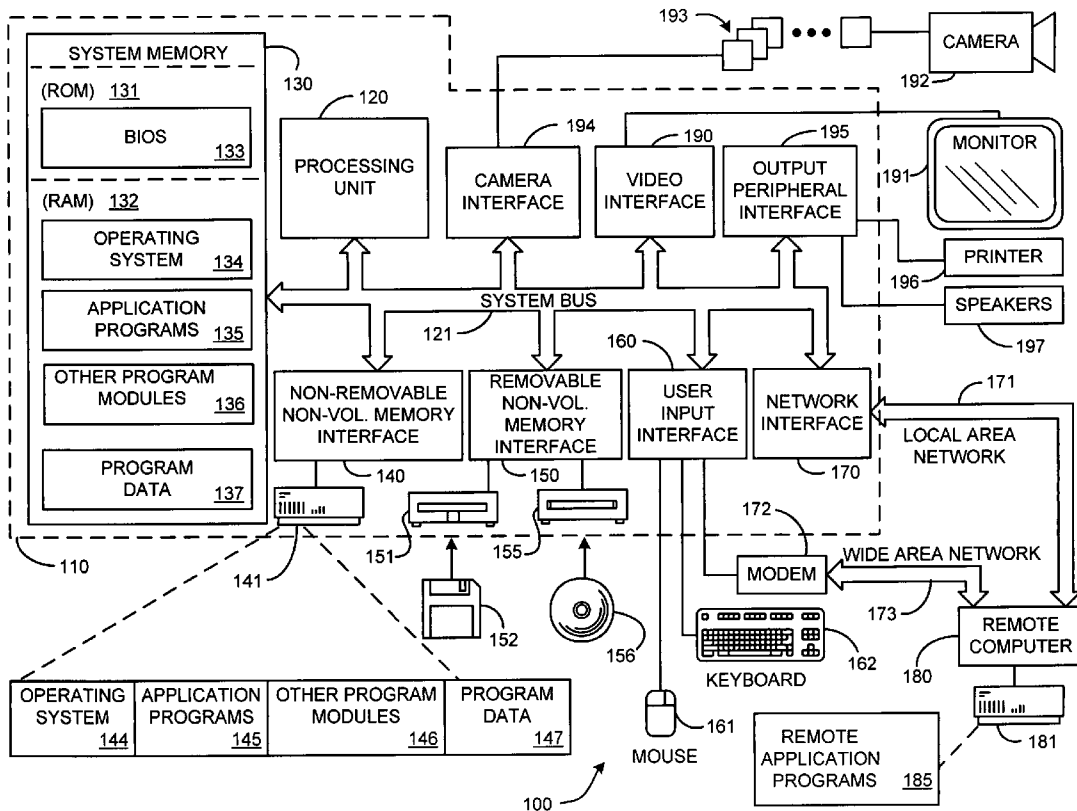 SYSTEM MEMORY
130
(ROM) 131
BIOS
133
(RAM) 132
OPERATING
SYSTEM
134
APPLICATION
PROGRAMS
135
OTHER PROGRAM
MODULES
136
PROGRAM
DATA
137
110
120
PROCESSING
UNIT
194
CAMERA
INTERFACE
190
VIDEO
INTERFACE
195
OUTPUT
PERIPHERAL
INTERFACE
193
CAMERA
192
MONITOR
191
PRINTER
196
SPEAKERS
197
SYSTEM BUS
121
NON-REMOVABLE
NON-VOL. MEMORY
INTERFACE
140
REMOVABLE
NON-VOL.
MEMORY
INTERFACE
150
160
USER
INPUT
INTERFACE
NETWORK
INTERFACE
170
171
LOCAL AREA
NETWORK
141
151
155
152
156
172
MODEM
WIDE AREA NETWORK
173
REMOTE
COMPUTER
180
181
162
KEYBOARD
161
MOUSE
REMOTE
APPLICATION
PROGRAMS
185
OPERATING
SYSTEM
144
APPLICATION
PROGRAMS
145
OTHER PROGRAM
MODULES
146
PROGRAM
DATA
147
100